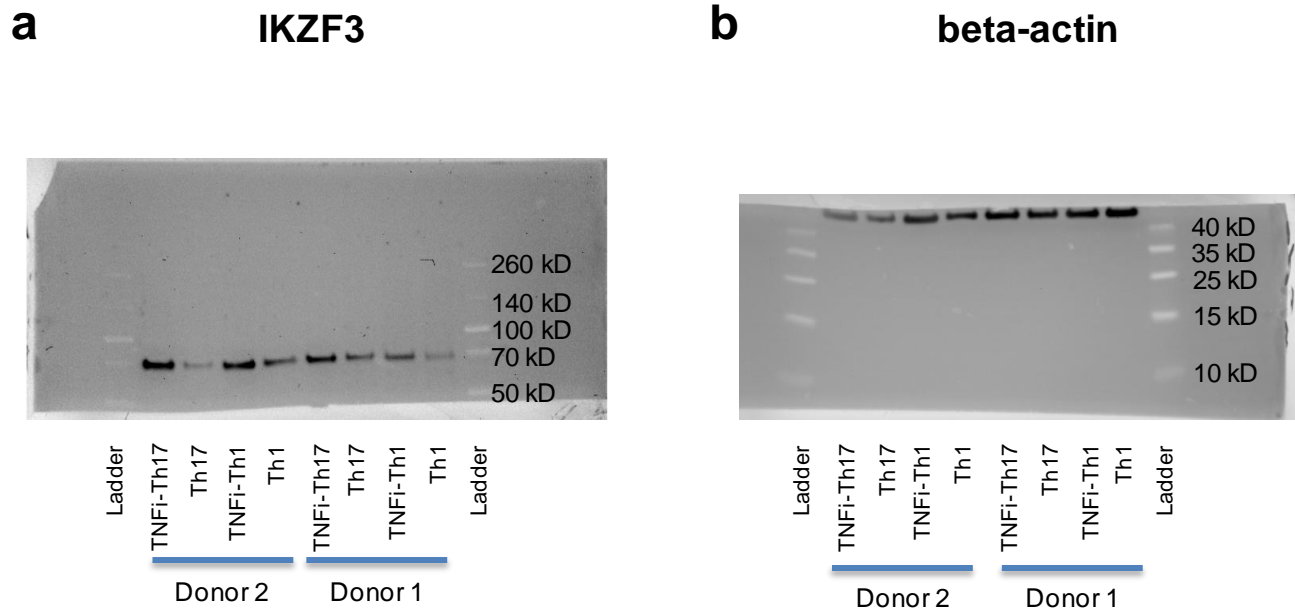 a
IKZF3
260 kD
140 kD
100 kD
70 kD
50 kD
Ladder
TNFi-Th17
Th17
TNFi-Th1
Th1
TNFi-Th17
Th17
TNFi-Th1
Th1
Ladder
Donor 2
Donor 1
b
beta-actin
40 kD
35 kD
25 kD
15 kD
10 kD
Ladder
TNFi-Th17
Th17
TNFi-Th1
Th1
TNFi-Th17
Th17
TNFi-Th1
Th1
Ladder
Donor 2
Donor 1